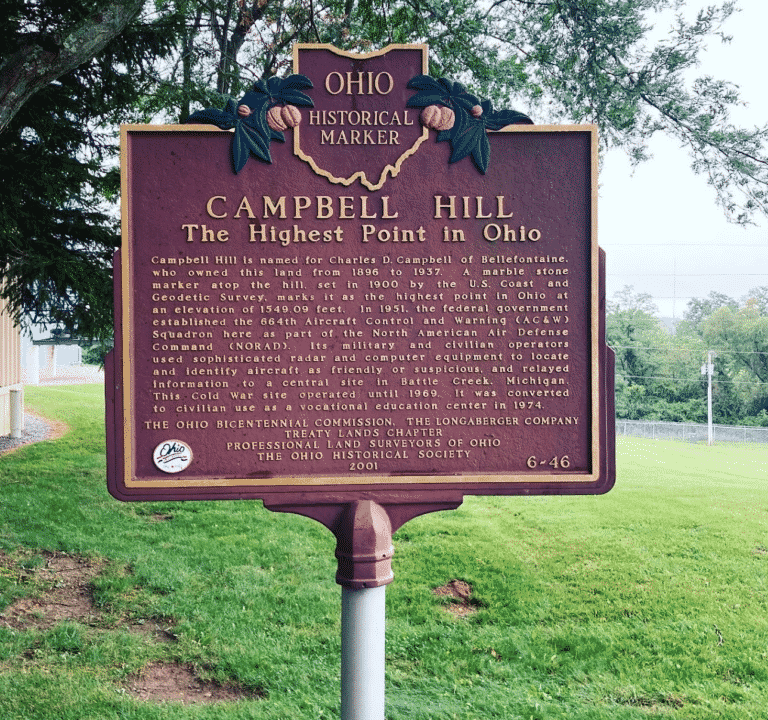 OHIO
HISTORICAL
MARKER
CAMPBELL HILL
The Highest Point in Ohio
Campbell Hill is named for Charles D. Campbell of Bellefontaine,
who owned this land from 1896 to 1937. A marble stone
marker atop the hill, set in 1900 by the U.S. Coast and
Geodetic Survey, marks it as the highest point in Ohio at
an elevation of 1549.09 feet. In 1951, the federal government
established the 664th Aircraft Control and Warning (AC&W)
Squadron here as part of the North American Air Defense
Command (NORAD). Its military and civilian operators
used sophisticated radar and computer equipment to locate
and identify aircraft as friendly or suspicious, and relayed
information to a central site in Battle Creek, Michigan.
This Cold War site operated until 1969. It was converted
to civilian use as a vocational education center in 1974.
THE OHIO BICENTENNIAL COMMISSION, THE LONGABERGER COMPANY
TREATY LANDS CHAPTER
PROFESSIONAL LAND SURVEYORS OF OHIO
THE OHIO HISTORICAL SOCIETY
2001
6-46
Ohio